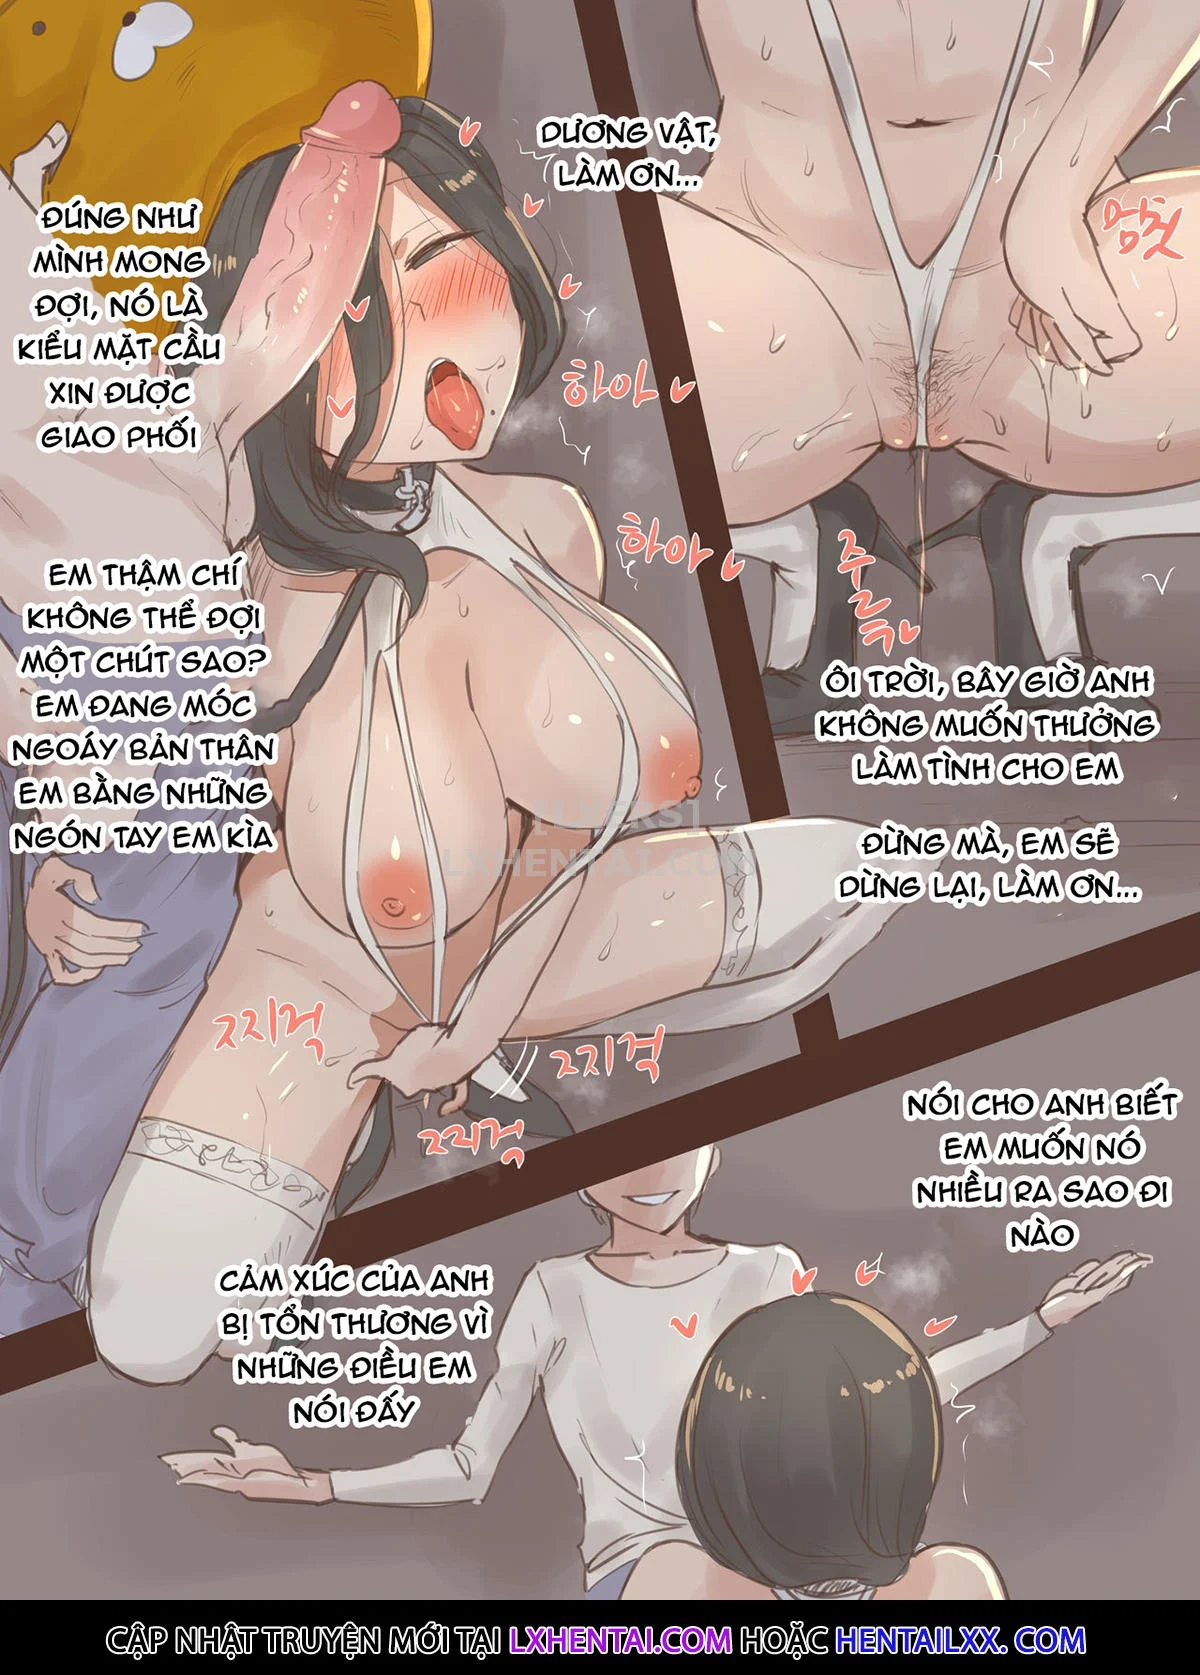 DƯƠNG VẬT,
LÀM ƠN...
ĐÚNG NHƯ
MÌNH MONG
ĐỢI, NÓ LÀ
KIỂU MẶT CẦU
XIN ĐƯỢC
GIAO PHỐI
하아
하아
움찟
주륵
EM THẬM CHÍ
KHÔNG THỂ ĐỢI
MỘT CHÚT SAO?
EM ĐANG MÓC
NGOÁY BẢN THÂN
EM BẰNG NHỮNG
NGÓN TAY EM KÌA
ÔI TRỜI, BÂY GIỜ ANH
KHÔNG MUỐN THƯỞNG
LÀM TÌNH CHO EM
ĐỪNG MÀ, EM SẼ
DỪNG LẠI, LÀM ƠN...
[LXERS]
LXHENTAI.COM
찌걱
찌걱
찌걱
NÓI CHO ANH BIẾT
EM MUỐN NÓ
NHIỀU RA SAO ĐI
NÀO
CẢM XÚC CỦA ANH
BỊ TỔN THƯƠNG VÌ
NHỮNG ĐIỀU EM
NÓI ĐẤY
CẬP NHẬT TRUYỆN MỚI TẠI LXHENTAI.COM HOẶC HENTAILXX. COM